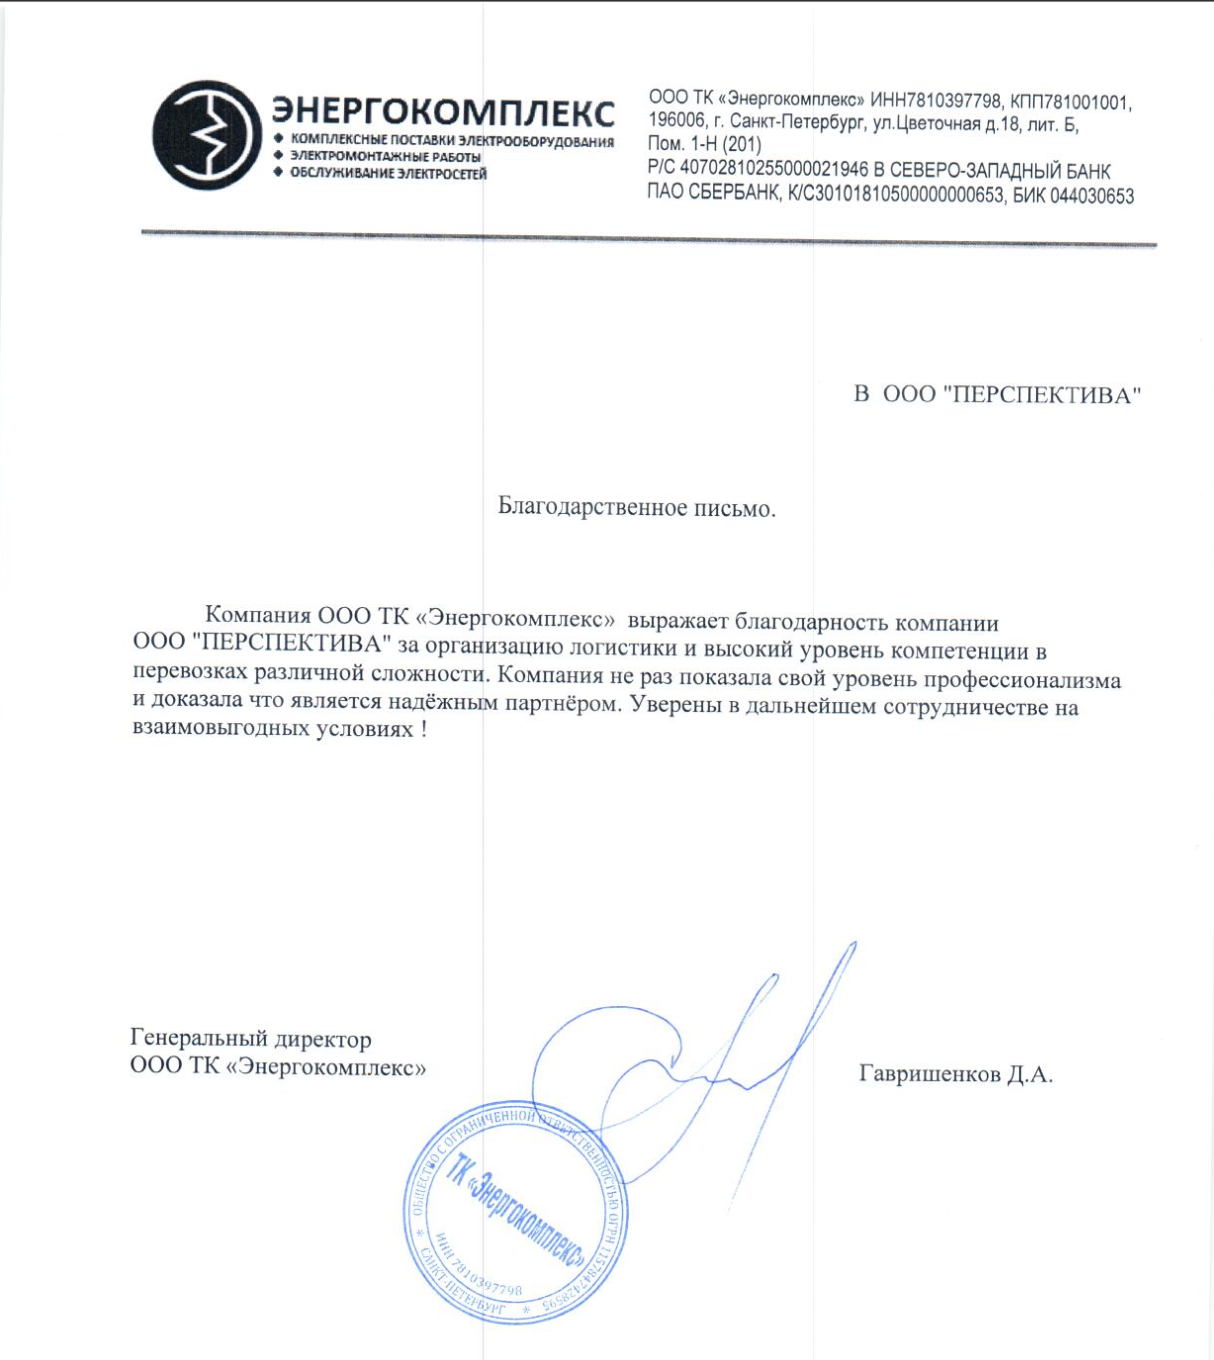 ЭНЕРГОКОМПЛЕКС
КОМПЛЕКСНЫЕ ПОСТАВКИ ЭЛЕКТРООБОРУДОВАНИЯ
ЭЛЕКТРОМОНТАЖНЫЕ РАБОТЫ
ОБСЛУЖИВАНИЕ ЭЛЕКТРОСЕТЕЙ
ООО ТК «Энергокомплекс» ИНН7810397798, КПП781001001,
196006, г. Санкт-Петербург, ул.Цветочная д.18, лит. Б,
Пом. 1-Н (201)
Р/С 40702810255000021946 В СЕВЕРО-ЗАПАДНЫЙ БАНК
ПАО СБЕРБАНК, К/С30101810500000000653, БИК 044030653
В ООО "ПЕРСПЕКТИВА"
Благодарственное письмо.
Компания ООО ТК «Энергокомплекс» выражает благодарность компании
ООО "ПЕРСПЕКТИВА" за организацию логистики и высокий уровень компетенции в
перевозках различной сложности. Компания не раз показала свой уровень профессионализма
и доказала что является надёжным партнёром. Уверены в дальнейшем сотрудничестве на
взаимовыгодных условиях !
Генеральный директор
ООО ТК «Энергокомплекс»
Гавришенков Д.А.
ОБЩЕСТВО С ОГРАНИЧЕННОЙ ОТВЕТСТВЕННОСТЬЮ ОГРН 1157847428595
ТК «Энергокомплекс»
ИНН 7810397798
* САНКТ-ПЕТЕРБУРГ *